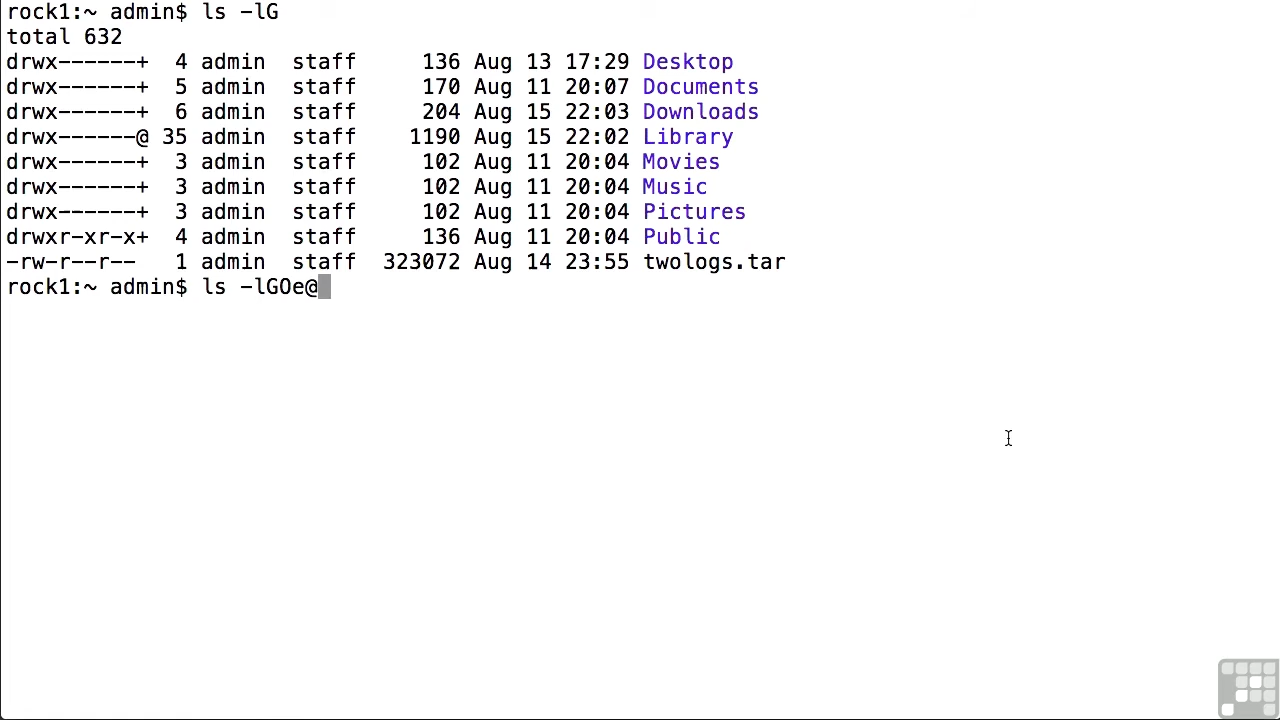 rock1:~ admin$ ls -lG
total 632
drwx------+  4 admin  staff     136 Aug 13 17:29 Desktop
drwx------+  5 admin  staff     170 Aug 11 20:07 Documents
drwx------+  6 admin  staff     204 Aug 15 22:03 Downloads
drwx------@ 35 admin  staff    1190 Aug 15 22:02 Library
drwx------+  3 admin  staff     102 Aug 11 20:04 Movies
drwx------+  3 admin  staff     102 Aug 11 20:04 Music
drwx------+  3 admin  staff     102 Aug 11 20:04 Pictures
drwxr-xr-x+  4 admin  staff     136 Aug 11 20:04 Public
-rw-r--r--   1 admin  staff  323072 Aug 14 23:55 twologs.tar
rock1:~ admin$ ls -lGOe@